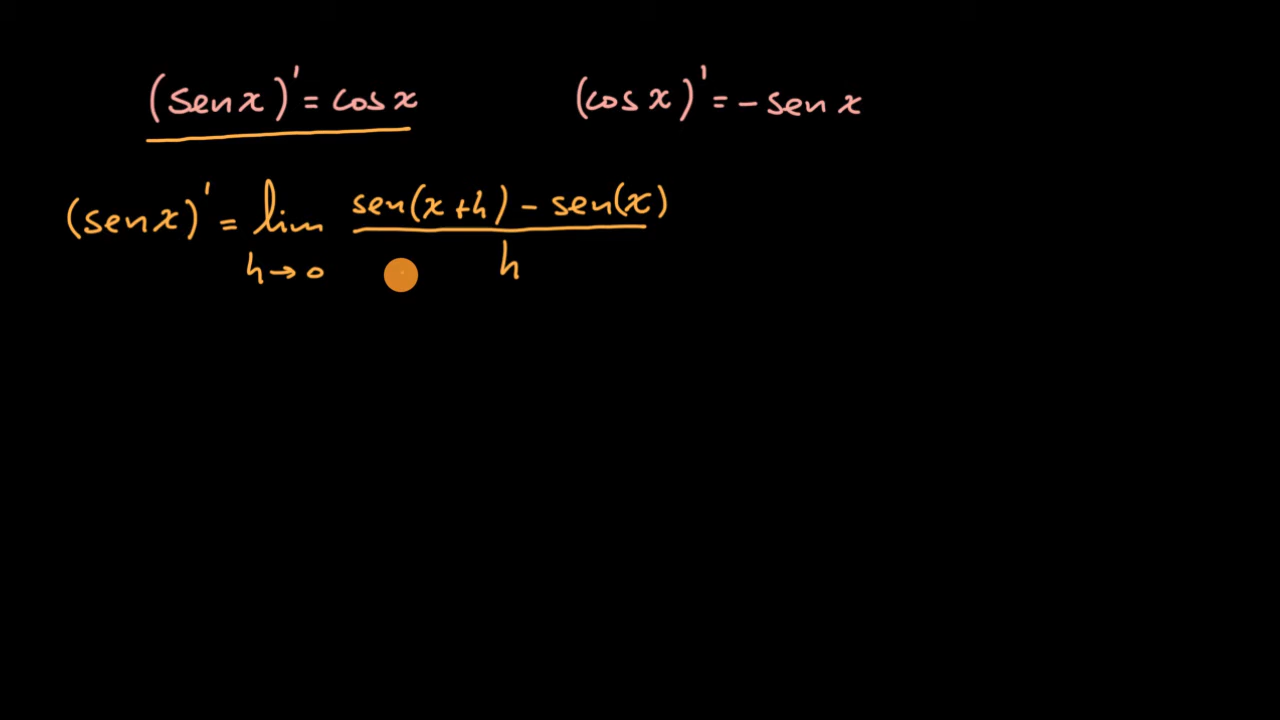 (sen x)' = cos x (cos x)' = - sen x
(sen x)' = lim sen(x+h) - sen(x)
h→0 h